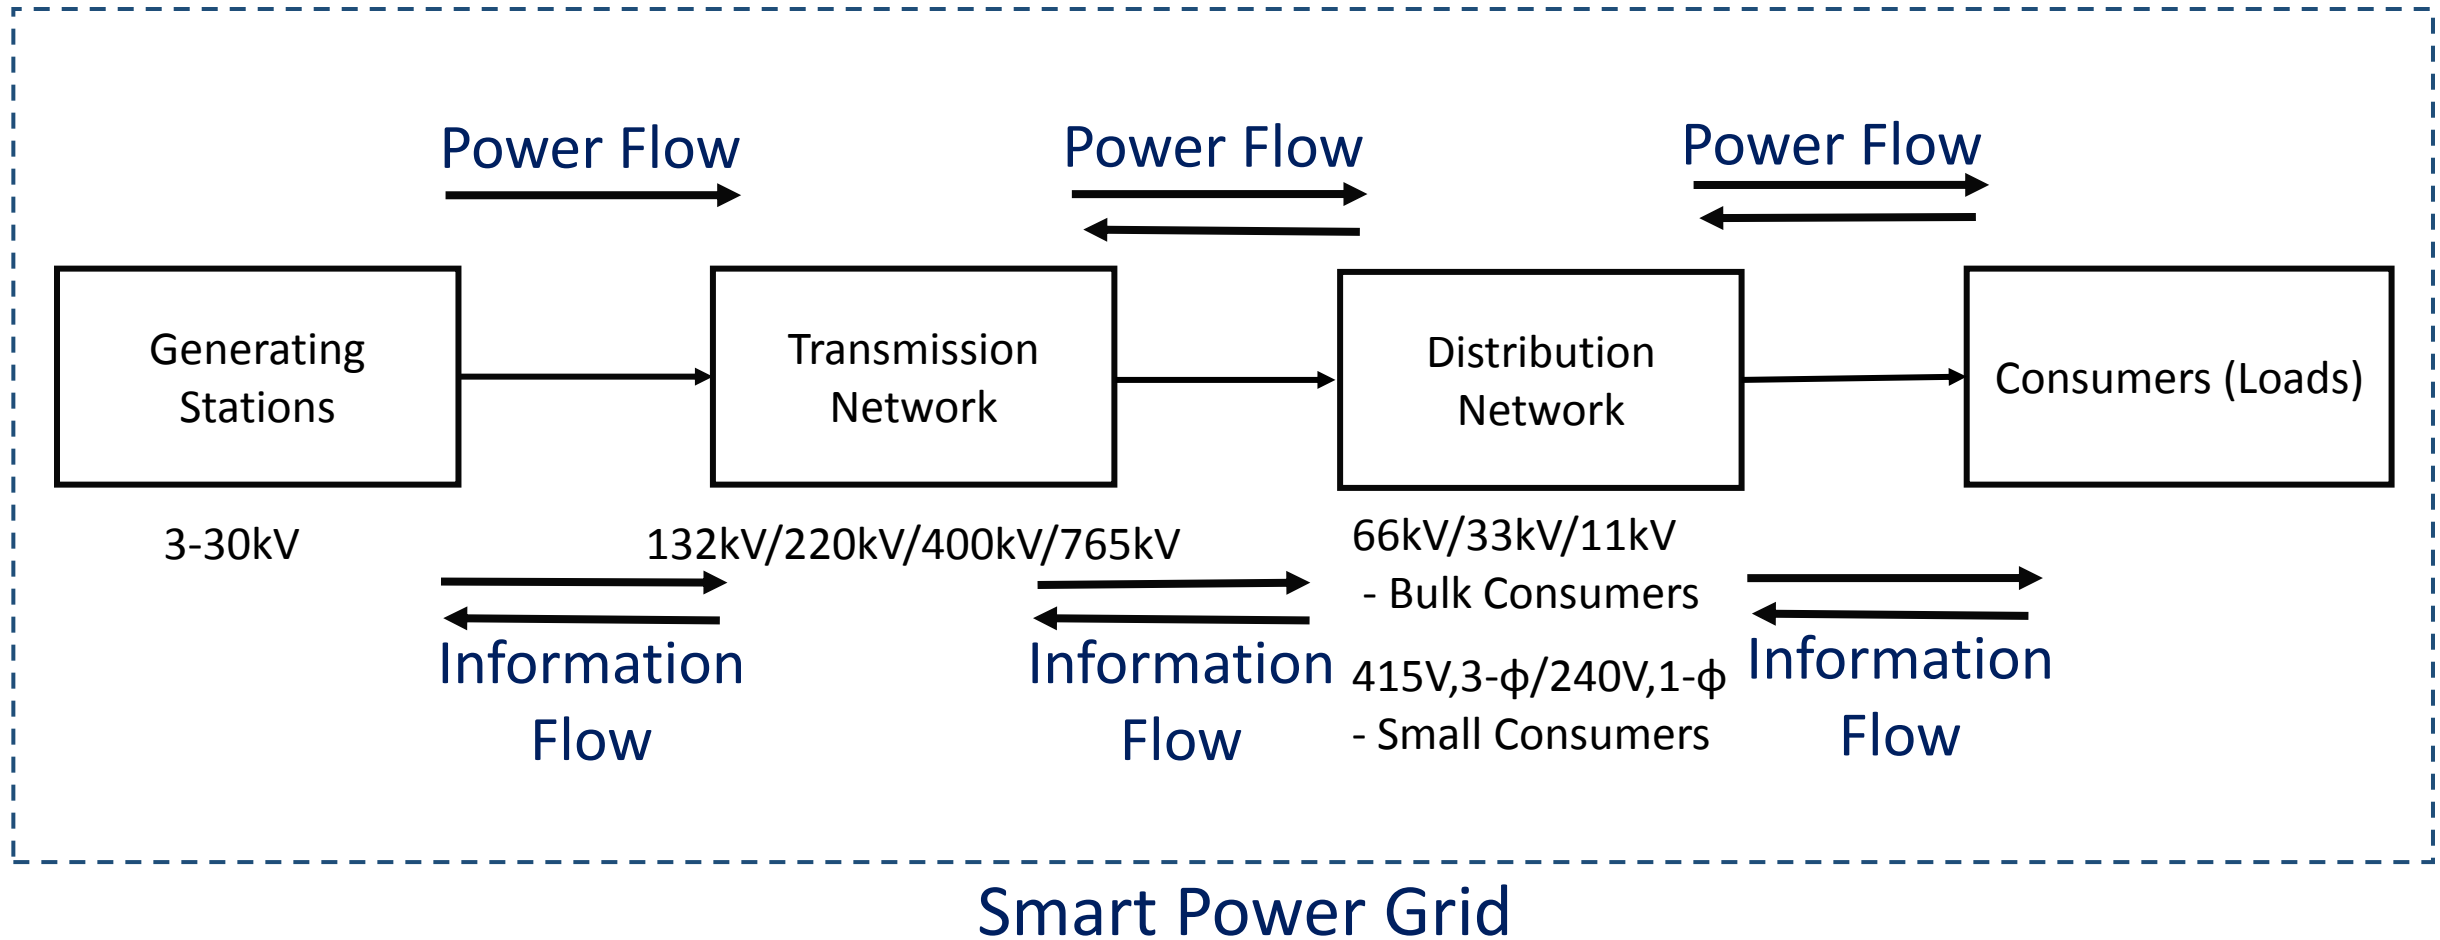 Power Flow
Power Flow
Power Flow
Generating
Stations
Transmission
Network
Distribution
Network
Consumers (Loads)
3-30kV
132kV/220kV/400kV/765kV
66kV/33kV/11kV
- Bulk Consumers
415V,3-ϕ/240V,1-ϕ
- Small Consumers
Information
Flow
Information
Flow
Information
Flow
Smart Power Grid